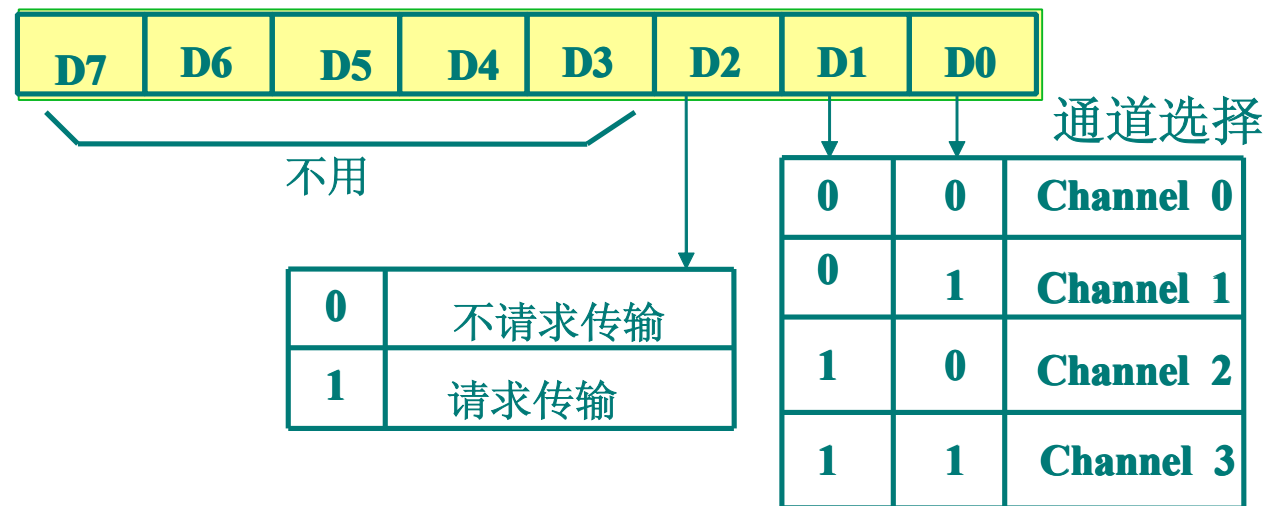 D7 D6 D5 D4 D3 D2 D1 D0
通道选择
不用
0 0 Channel 0
0 1 Channel 1
1 0 Channel 2
1 1 Channel 3
0 不请求传输
1 请求传输